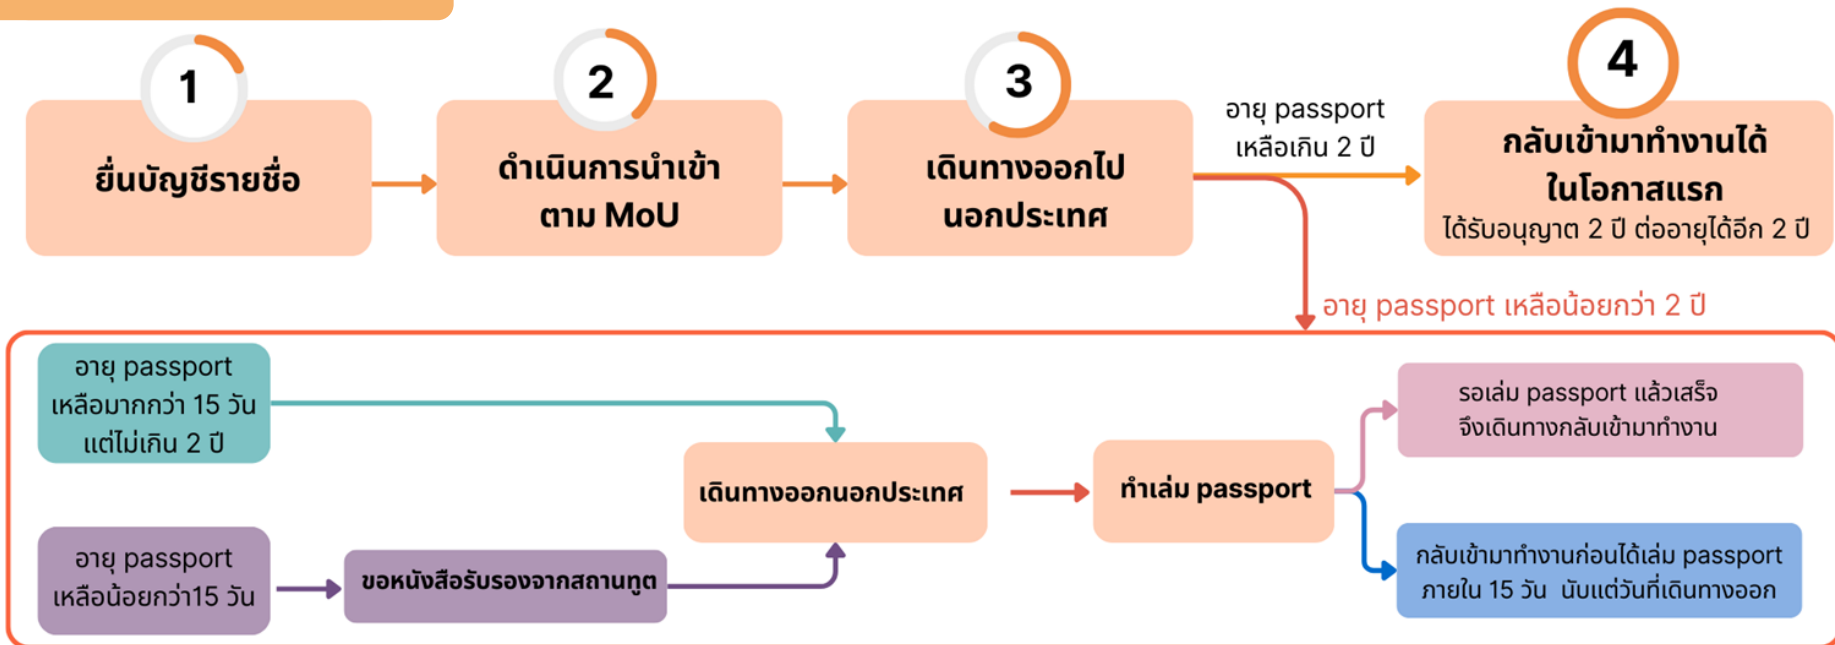 1
ยื่นบัญชีรายชื่อ
2
ดำเนินการนำเข้า
ตาม MoU
3
เดินทางออกไป
นอกประเทศ
อายุ passport
เหลือเกิน 2 ปี
4
กลับเข้ามาทำงานได้
ในโอกาสแรก
ได้รับอนุญาต 2 ปี ต่ออายุได้อีก 2 ปี
อายุ passport เหลือน้อยกว่า 2 ปี
อายุ passport
เหลือมากกว่า 15 วัน
แต่ไม่เกิน 2 ปี
อายุ passport
เหลือน้อยกว่า15 วัน
ขอหนังสือรับรองจากสถานทูต
เดินทางออกนอกประเทศ
ทำเล่ม passport
รอเล่ม passport แล้วเสร็จ
จึงเดินทางกลับเข้ามาทำงาน
กลับเข้ามาทำงานก่อนได้เล่ม passport
ภายใน 15 วัน  นับแต่วันที่เดินทางออก